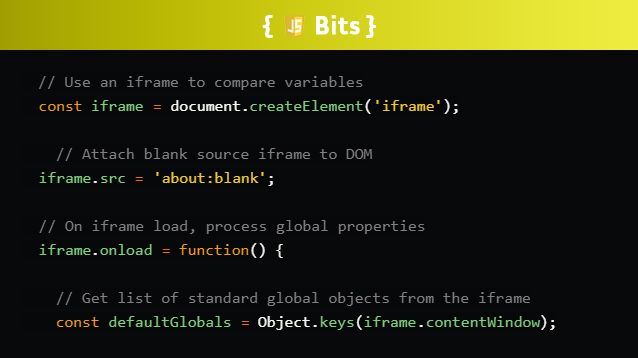 { JS Bits }
// Use an iframe to compare variables
const iframe = document.createElement('iframe');
// Attach blank source iframe to DOM
iframe.src = 'about:blank';
// On iframe load, process global properties
iframe.onload = function() {
// Get list of standard global objects from the iframe
const defaultGlobals = Object.keys(iframe.contentWindow);